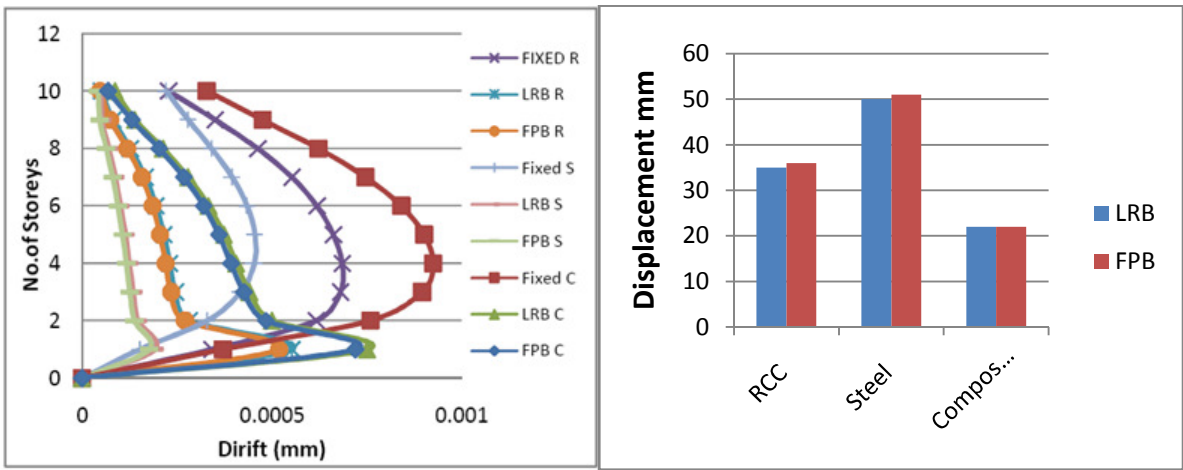 12
10
8
6
4
2
0
No.of Storeys
0
0.0005
0.001
Dirift (mm)
FIXED R
LRB R
FPB R
Fixed S
LRB S
FPB S
Fixed C
LRB C
FPB C
60
50
40
30
20
10
0
Displacement mm
RCC
Steel
Compos...
LRB
FPB